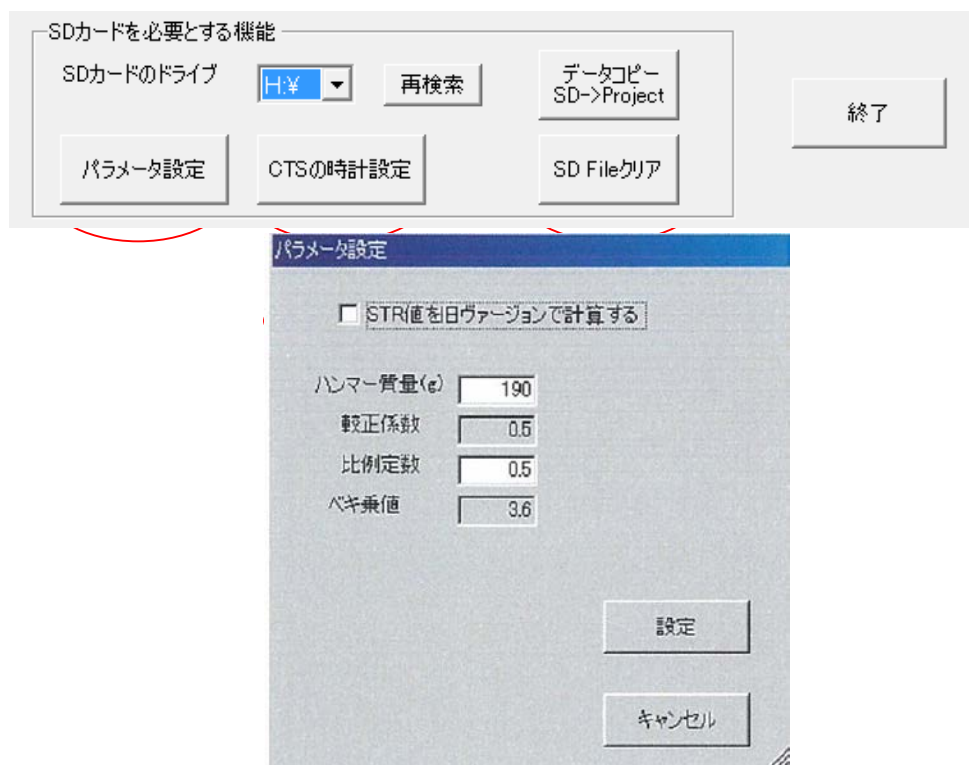 SDカードを必要とする機能
SDカードのドライブ
H:¥
再検索
データコピー
SD->Project
終了
パラメータ設定
CTSの時計設定
SD Fileクリア
パラメータ設定
STR値を旧ヴァージョンで計算する
ハンマー質量(g) 190
較正係数 0.5
比例定数 0.5
ベキ乗値 3.6
設定
キャンセル